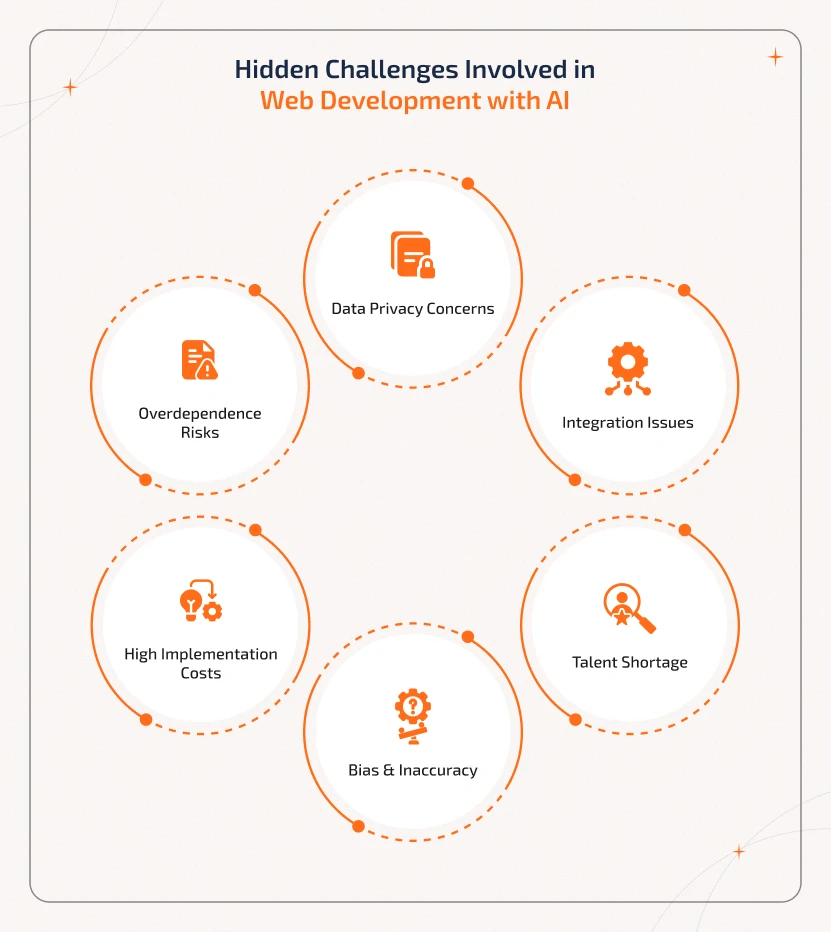 Hidden Challenges Involved in
Web Development with AI
Data Privacy Concerns
Integration Issues
Talent Shortage
Bias & Inaccuracy
High Implementation
Costs
Overdependence
Risks